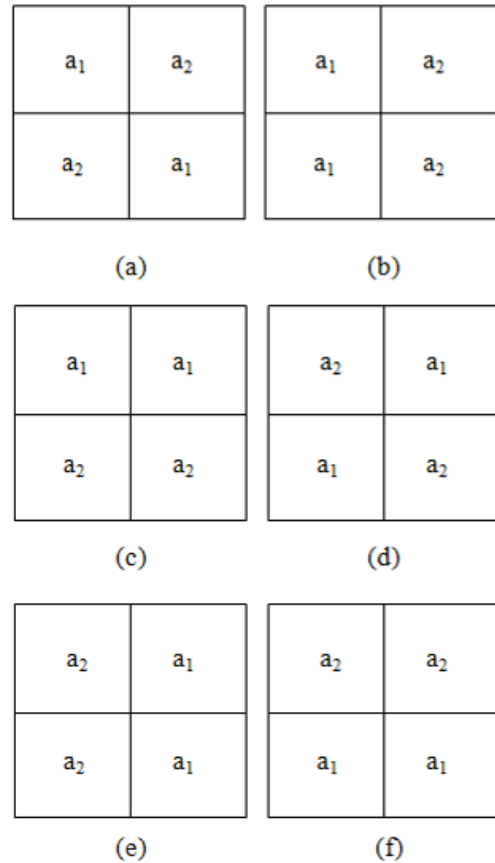 a₁ a₂ a₁ a₂
a₂ a₁ a₁ a₂
(a) (b)
a₁ a₁ a₂ a₁
a₂ a₂ a₁ a₂
(c) (d)
a₂ a₁ a₂ a₂
a₂ a₁ a₁ a₁
(e) (f)